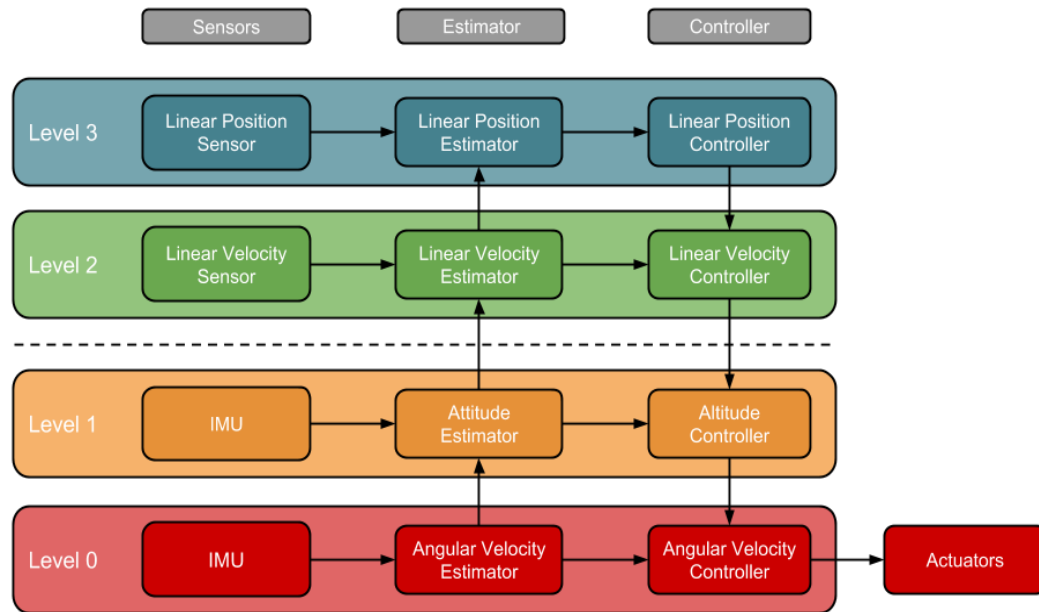 Sensors
Estimator
Controller
Level 3
Linear Position
Sensor
Linear Position
Estimator
Linear Position
Controller
Level 2
Linear Velocity
Sensor
Linear Velocity
Estimator
Linear Velocity
Controller
Level 1
IMU
Attitude
Estimator
Altitude
Controller
Level 0
IMU
Angular Velocity
Estimator
Angular Velocity
Controller
Actuators